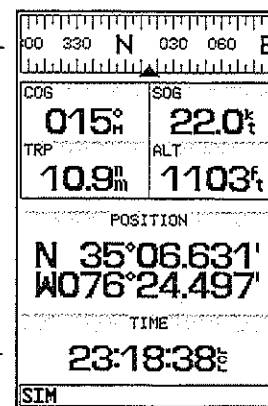 00 330 N 030 060 E
COG SOG
015°M 22.0kt
TRP ALT
10.9nm 1103Ft
POSITION
N 35°06.631'
W076°24.497'
TIME
23:18:38
SIM